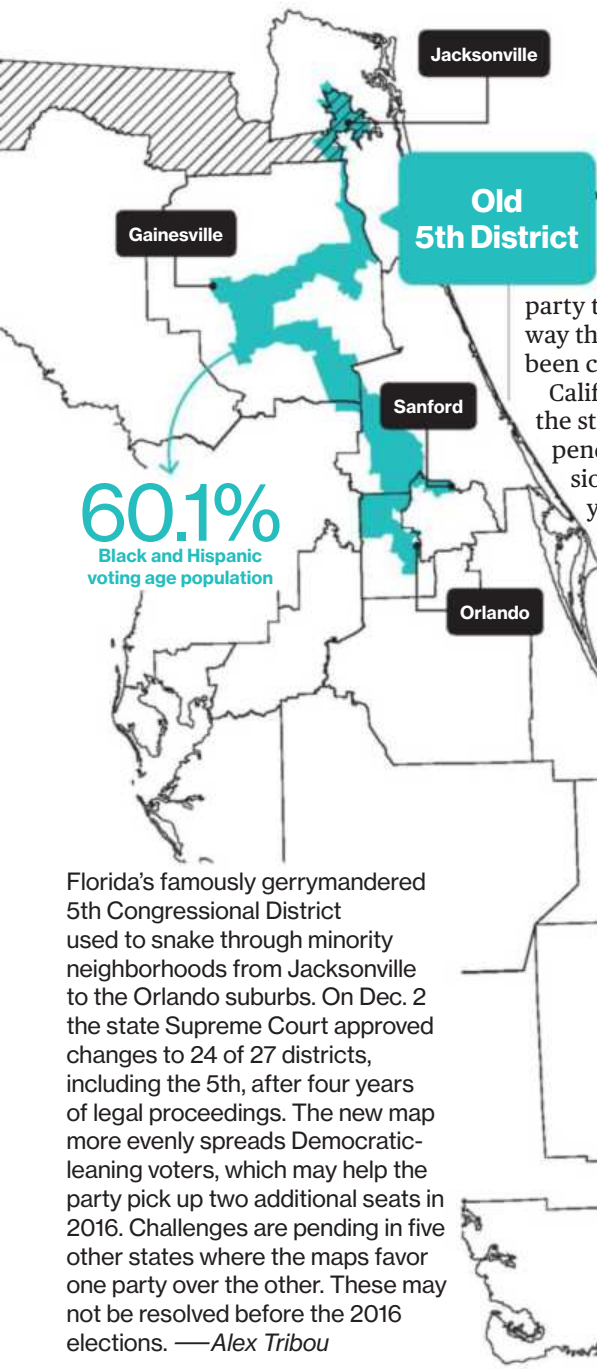 Jacksonville
Old
5th District
Gainesville
party t
way th
been c
Calif
the st
pend
sio
y
Sanford
60.1%
Black and Hispanic
voting age population
Orlando
Florida's famously gerrymandered
5th Congressional District
used to snake through minority
neighborhoods from Jacksonville
to the Orlando suburbs. On Dec. 2
the state Supreme Court approved
changes to 24 of 27 districts,
including the 5th, after four years
of legal proceedings. The new map
more evenly spreads Democratic-
leaning voters, which may help the
party pick up two additional seats in
2016. Challenges are pending in five
other states where the maps favor
one party over the other. These may
not be resolved before the 2016
elections. ——Alex Tribou